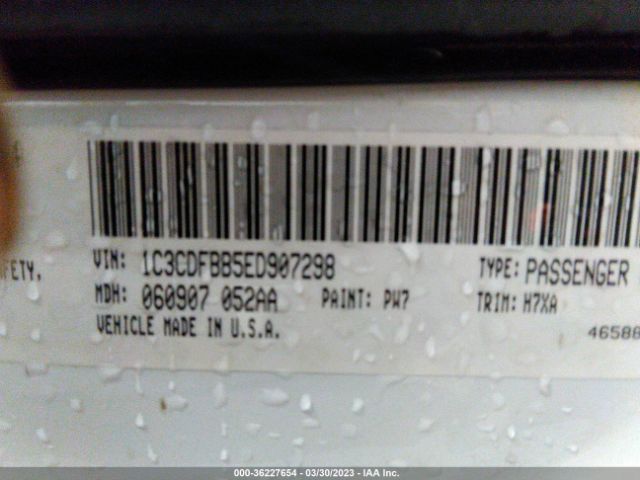 FETY.
VIN: 1C3CDFBB5ED907298 TYPE: PASSENGER
MDH: 060907 052AA PAINT: PW7 TRIM: H7XA
VEHICLE MADE IN U.S.A.
46588
000-36227654 - 03/30/2023 - IAA Inc.